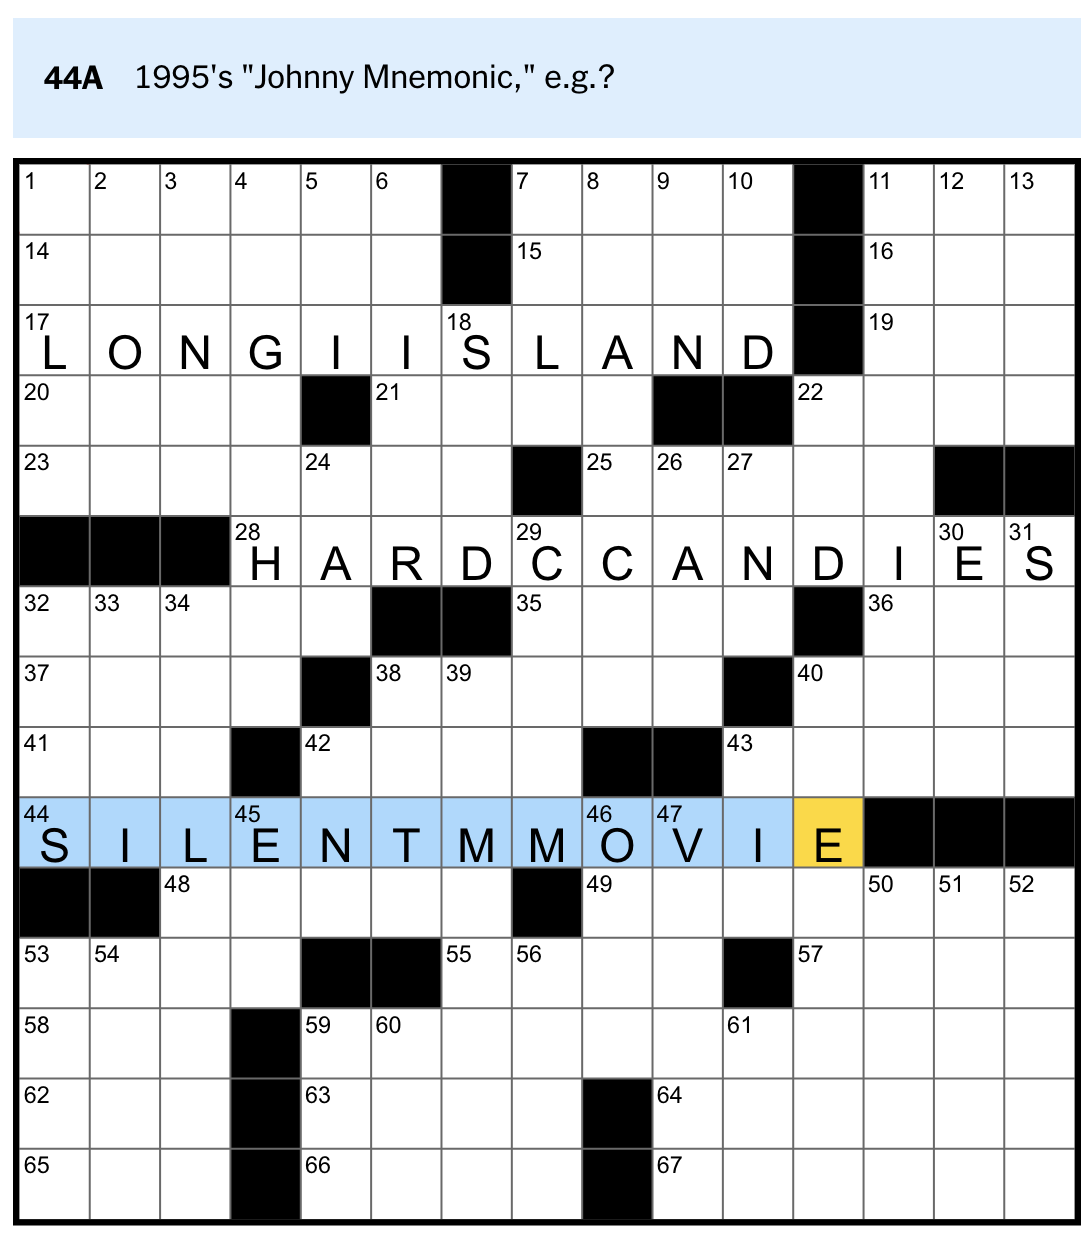 44A 1995's "Johnny Mnemonic," e.g.?
1 2 3 4 5 6 7 8 9 10 11 12 13
14 15 16
17 18 19
L O N G I I S L A N D
20 21 22
23 24 25 26 27
28 29 30 31
H A R D C C A N D I E S
32 33 34 35 36
37 38 39 40
41 42 43
44 45 46 47
S I L E N T M M O V I E
48 49 50 51 52
53 54 55 56 57
58 59 60 61
62 63 64
65 66 67